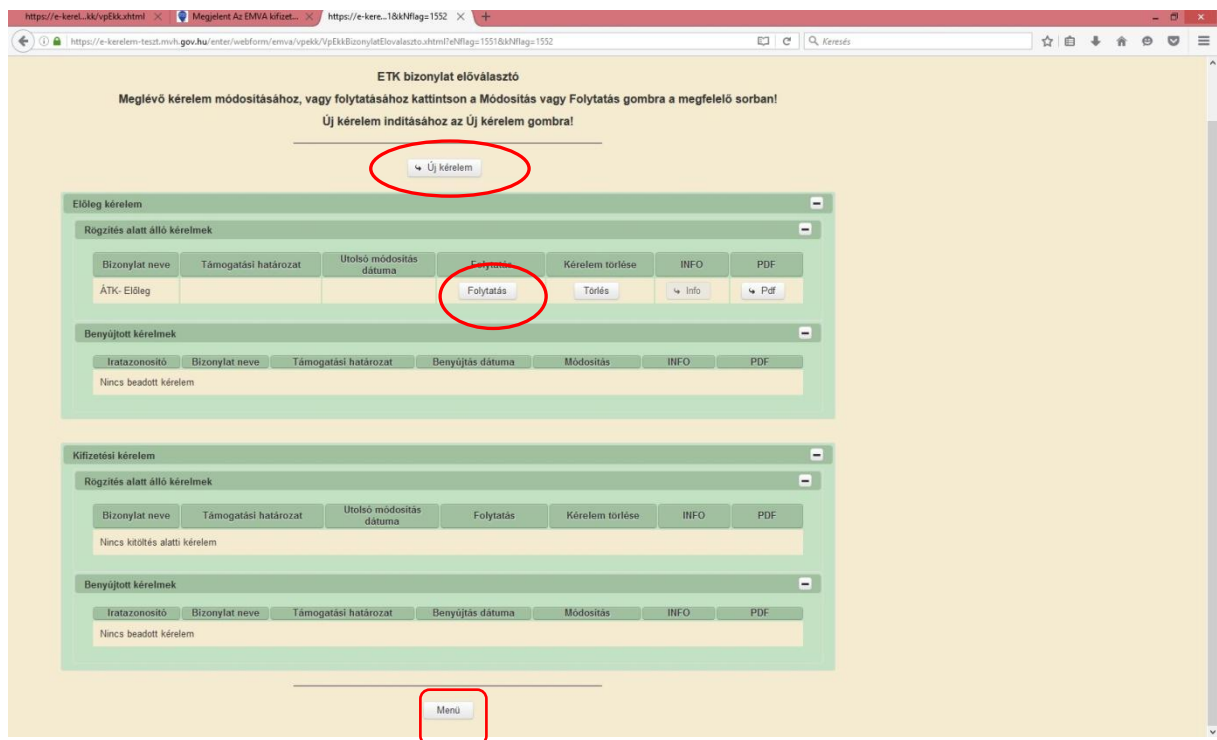 https://e-kerel...kk/vpEkk.xhtml
Megjelent Az EMVA kifizet...
https://e-kere...1&kNflag=1552
https://e-kerelem-teszt.mvh.gov.hu/enter/webform/emva/vpekk/VpEkkBizonylatElovalaszto.xhtml?eNflag=1551&kNflag=1552
Keresés
ETK bizonylat előválasztó
Meglévő kérelem módosításához, vagy folytatásához kattintson a Módosítás vagy Folytatás gombra a megfelelő sorban!
Új kérelem indításához az Új kérelem gombra!
Új kérelem
Előleg kérelem
Rögzítés alatt álló kérelmek
Bizonylat neve Támogatási határozat Utolsó módosítás dátuma Folytatás Kérelem törlése INFO PDF
ÁTK- Előleg Folytatás Törlés Info Pdf
Benyújtott kérelmek
Iratazonosító Bizonylat neve Támogatási határozat Benyújtás dátuma Módosítás INFO PDF
Nincs beadott kérelem
Kifizetési kérelem
Rögzítés alatt álló kérelmek
Bizonylat neve Támogatási határozat Utolsó módosítás dátuma Folytatás Kérelem törlése INFO PDF
Nincs kitöltés alatti kérelem
Benyújtott kérelmek
Iratazonosító Bizonylat neve Támogatási határozat Benyújtás dátuma Módosítás INFO PDF
Nincs beadott kérelem
Menü